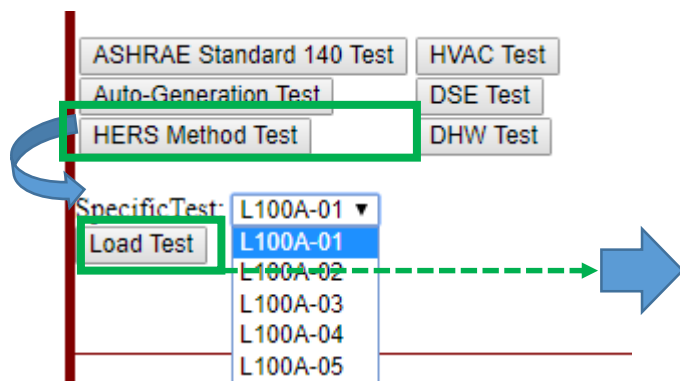 ASHRAE Standard 140 Test HVAC Test
Auto-Generation Test DSE Test
HERS Method Test DHW Test
SpecificTest: L100A-01 ▼
Load Test L100A-01
L100A-02
L100A-03
L100A-04
L100A-05